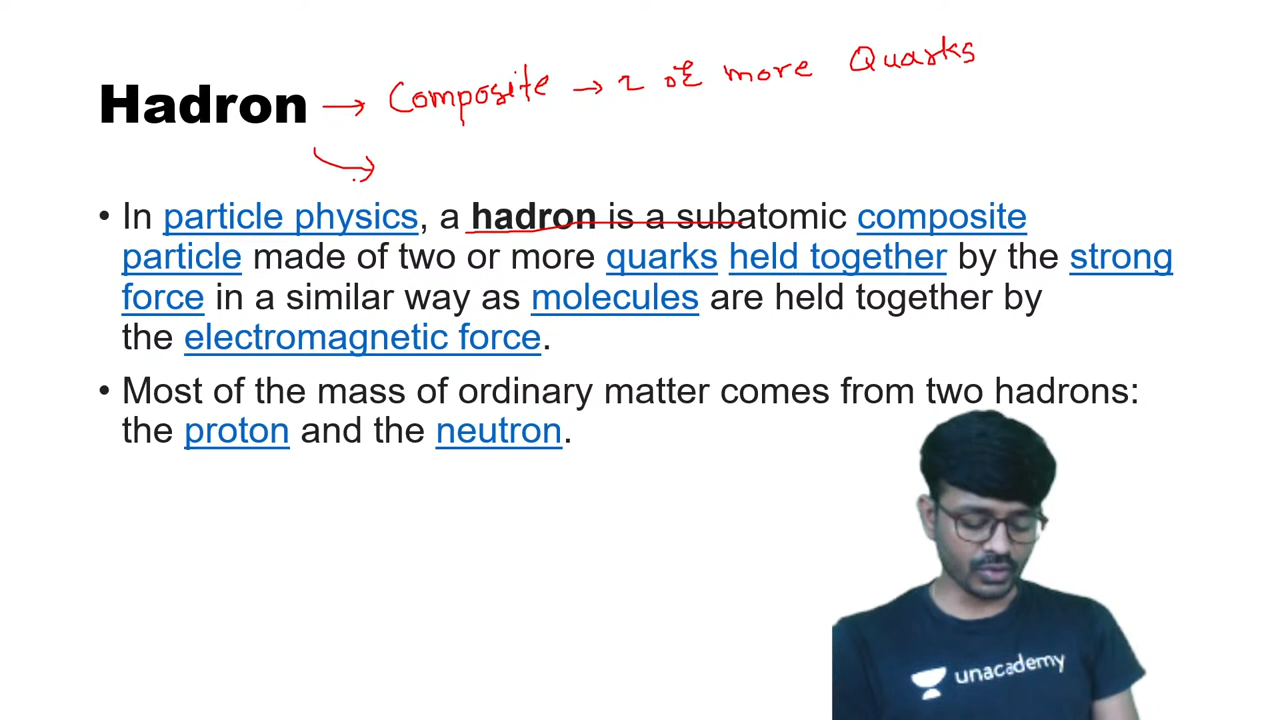 Hadron → Composite → 2 of more Quarks
• In particle physics, a hadron is a subatomic composite
particle made of two or more quarks held together by the strong
force in a similar way as molecules are held together by
the electromagnetic force.
• Most of the mass of ordinary matter comes from two hadrons:
the proton and the neutron.
unacademy